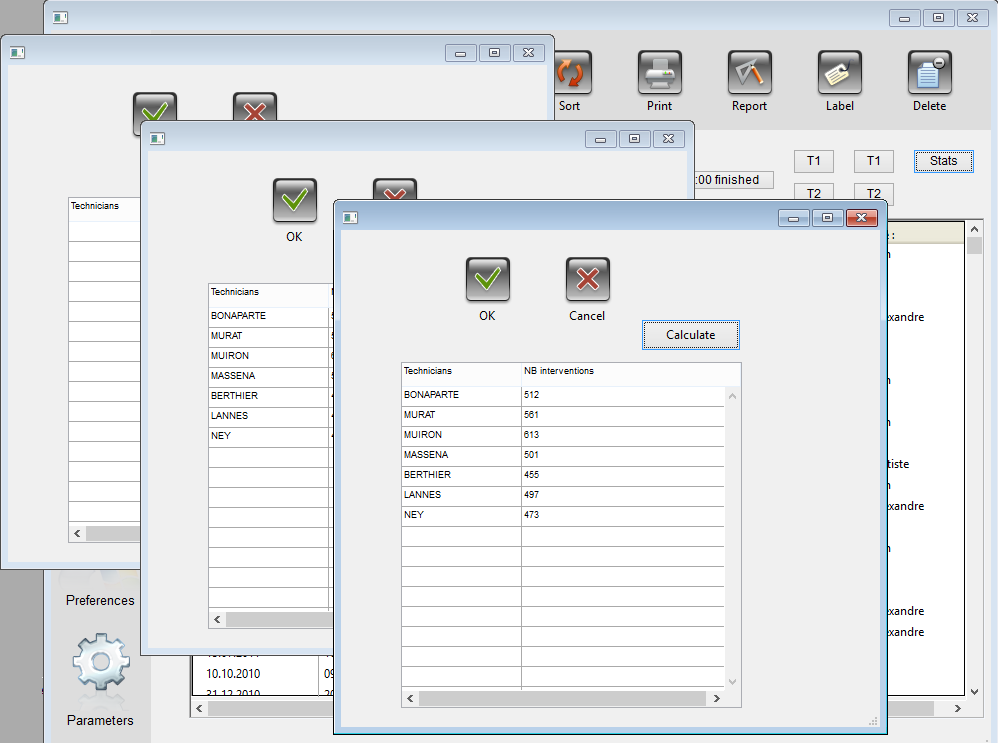 Sort Print Report Label Delete
T1 T1 Stats
:00 finished
T2 T2
Technicians
OK
Technicians
BONAPARTE
MURAT
MUIRON
MASSENA
BERTHIER
LANNES
NEY
OK Cancel
Calculate
Technicians NB interventions
BONAPARTE 512
MURAT 561
MUIRON 613
MASSENA 501
BERTHIER 455
LANNES 497
NEY 473
xandre
tiste
xandre
xandre
xandre
Preferences
Parameters
10.10.2010 09
31.12.2010 20